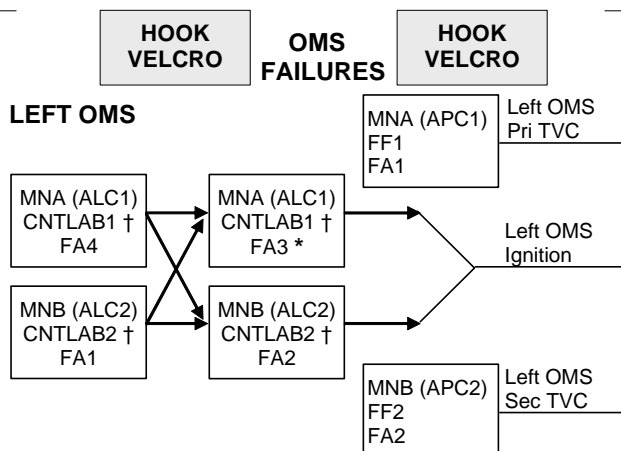 HOOK
VELCRO
OMS
FAILURES
HOOK
VELCRO
LEFT OMS
MNA (APC1)
FF1
FA1
Left OMS
Pri TVC
MNA (ALC1)
CNTLAB1 †
FA4
MNA (ALC1)
CNTLAB1 †
FA3 *
Left OMS
Ignition
MNB (ALC2)
CNTLAB2 †
FA1
MNB (ALC2)
CNTLAB2 †
FA2
MNB (APC2)
FF2
FA2
Left OMS
Sec TVC